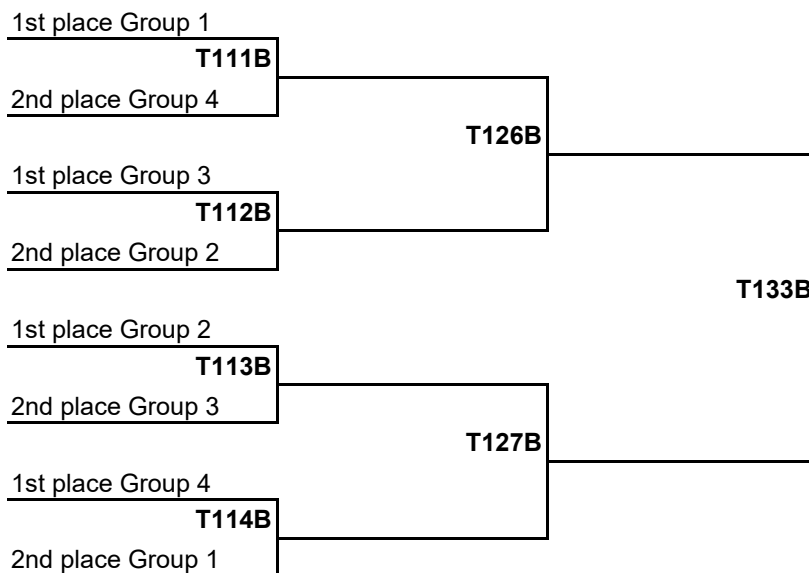 1st place Group 1
T111B
2nd place Group 4
T126B
1st place Group 3
T112B
2nd place Group 2
T133B
1st place Group 2
T113B
2nd place Group 3
T127B
1st place Group 4
T114B
2nd place Group 1